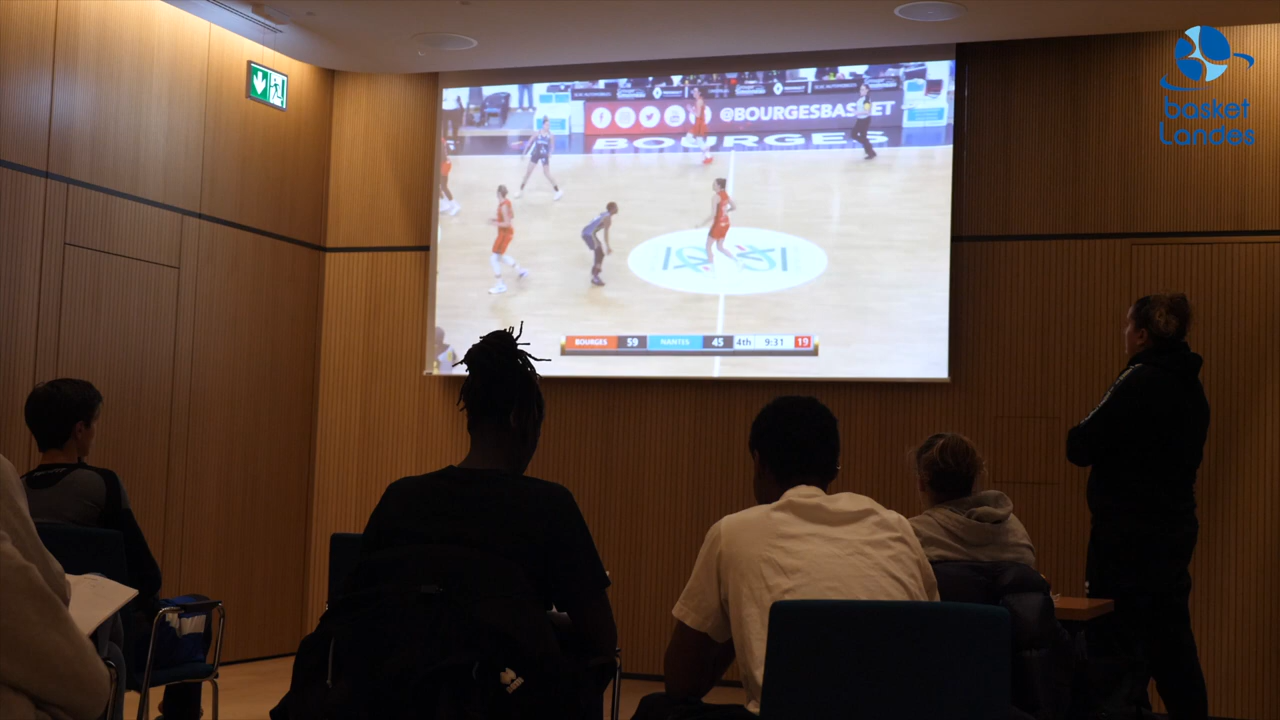 basket
Landes
@BOURGESBASKET
BOURGES
BOURGES 59 NANTES 45 4th 9:31 19